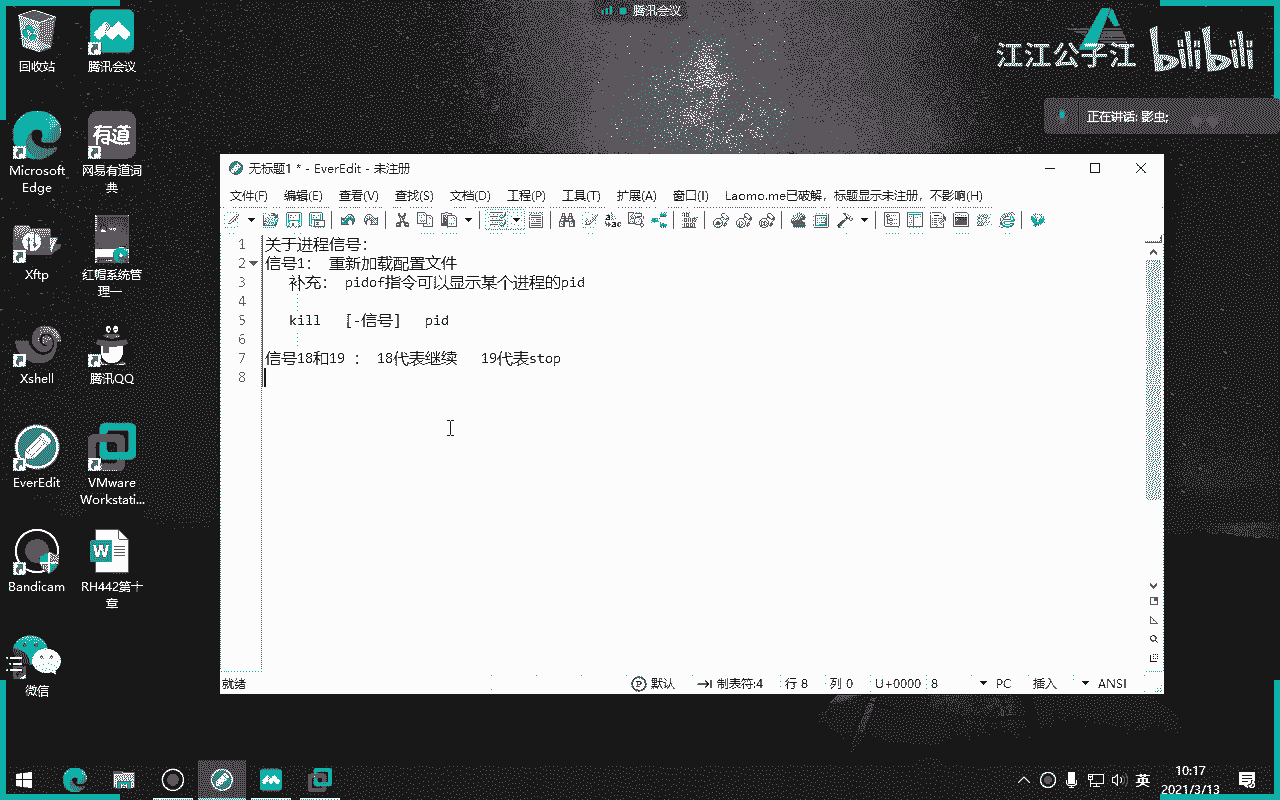 腾讯会议
江江公子江 bilibili
正在讲话: 影虫;
回收站
腾讯会议
Microsoft Edge
网易有道词典
Xftp
红帽系统管理一
Xshell
腾讯QQ
EverEdit
VMware Workstati...
Bandicam
RH442第十章
微信
无标题1 * - EverEdit - 未注册
文件(F) 编辑(E) 查看(V) 查找(S) 文档(D) 工程(P) 工具(T) 扩展(A) 窗口(I) Laomo.me已破解，标题显示未注册，不影响(H)
1 关于进程信号：
2 信号1： 重新加载配置文件
3 补充： pidof指令可以显示某个进程的pid
4
5 kill [-信号] pid
6
7 信号18和19 ： 18代表继续 19代表stop
8
就绪 默认 制表符:4 行 8 列 0 U+0000 8 PC 插入 ANSI
英
10:17
2021/3/13